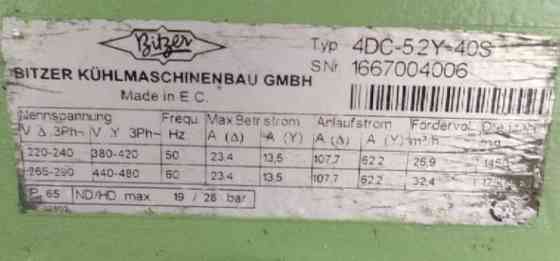 Bitzer
Typ 4DC-5.2Y-40S
SNr 1667004006
BITZER KÜHLMASCHINENBAU GMBH
Made in E C.
Nennspannung Frequ. Max Betr strom Anlaufstrom Fördervol.
V Δ 3Ph~ V Y 3Ph~ Hz A (Δ) A (Y) A (Δ) A (Y) m³/h
220-240 380-420 50 23.4 13,5 107,7 62.2
265-290 440-480 60 23.4 13,5 107,7 62.2 32.4
65 ND/HD max 19 / 28 bar